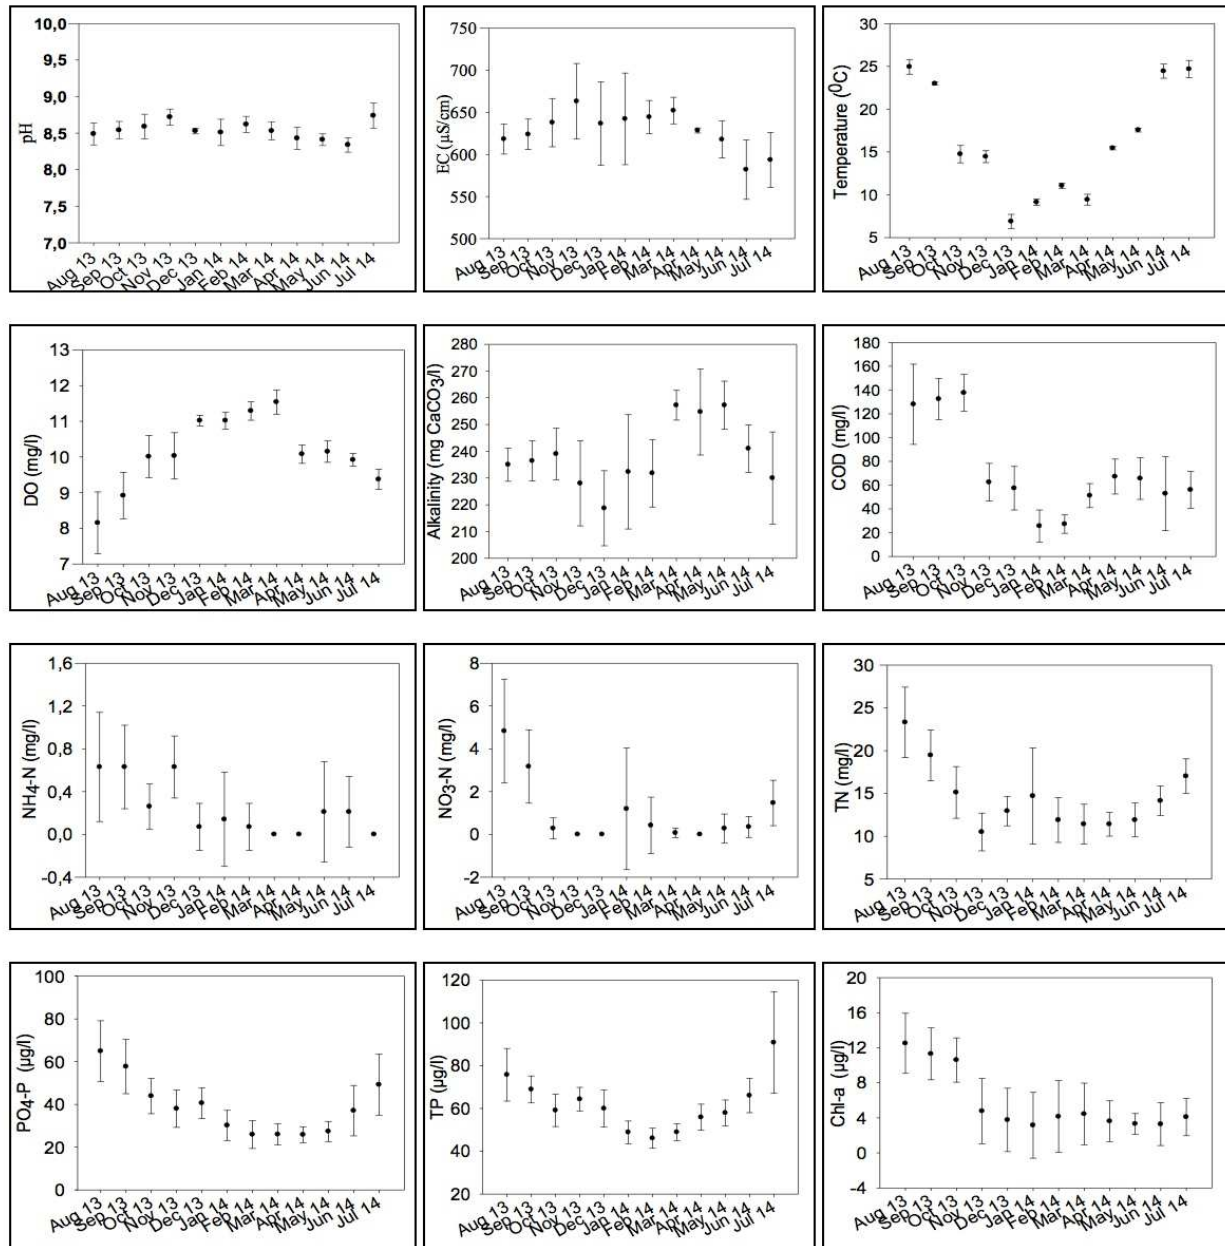 10,0
9,5
9,0
8,5
8,0
7,5
7,0
pH
Aug 13
Sep 13
Oct 13
Nov 13
Dec 13
Jan 14
Feb 14
Mar 14
Apr 14
May 14
Jun 14
Jul 14
750
700
650
600
550
500
EC (µS/cm)
Aug 13
Sep 13
Oct 13
Nov 13
Dec 13
Jan 14
Feb 14
Mar 14
Apr 14
May 14
Jun 14
Jul 14
30
25
20
15
10
5
Temperature (⁰C)
Aug 13
Sep 13
Oct 13
Nov 13
Dec 13
Jan 14
Feb 14
Mar 14
Apr 14
May 14
Jun 14
Jul 14
13
12
11
10
9
8
7
DO (mg/l)
Aug 13
Sep 13
Oct 13
Nov 13
Dec 13
Jan 14
Feb 14
Mar 14
Apr 14
May 14
Jun 14
Jul 14
280
270
260
250
240
230
220
210
200
Alkalinity (mg CaCO3/l)
Aug 13
Sep 13
Oct 13
Nov 13
Dec 13
Jan 14
Feb 14
Mar 14
Apr 14
May 14
Jun 14
Jul 14
180
160
140
120
100
80
60
40
20
0
COD (mg/l)
Aug 13
Sep 13
Oct 13
Nov 13
Dec 13
Jan 14
Feb 14
Mar 14
Apr 14
May 14
Jun 14
Jul 14
1,6
1,2
0,8
0,4
0,0
-0,4
NH4-N (mg/l)
Aug 13
Sep 13
Oct 13
Nov 13
Dec 13
Jan 14
Feb 14
Mar 14
Apr 14
May 14
Jun 14
Jul 14
8
6
4
2
0
-2
NO3-N (mg/l)
Aug 13
Sep 13
Oct 13
Nov 13
Dec 13
Jan 14
Feb 14
Mar 14
Apr 14
May 14
Jun 14
Jul 14
30
25
20
15
10
5
TN (mg/l)
Aug 13
Sep 13
Oct 13
Nov 13
Dec 13
Jan 14
Feb 14
Mar 14
Apr 14
May 14
Jun 14
Jul 14
100
80
60
40
20
0
PO4-P (µg/l)
Aug 13
Sep 13
Oct 13
Nov 13
Dec 13
Jan 14
Feb 14
Mar 14
Apr 14
May 14
Jun 14
Jul 14
120
100
80
60
40
20
TP (µg/l)
Aug 13
Sep 13
Oct 13
Nov 13
Dec 13
Jan 14
Feb 14
Mar 14
Apr 14
May 14
Jun 14
Jul 14
20
16
12
8
4
0
-4
Chl-a (µg/l)
Aug 13
Sep 13
Oct 13
Nov 13
Dec 13
Jan 14
Feb 14
Mar 14
Apr 14
May 14
Jun 14
Jul 14